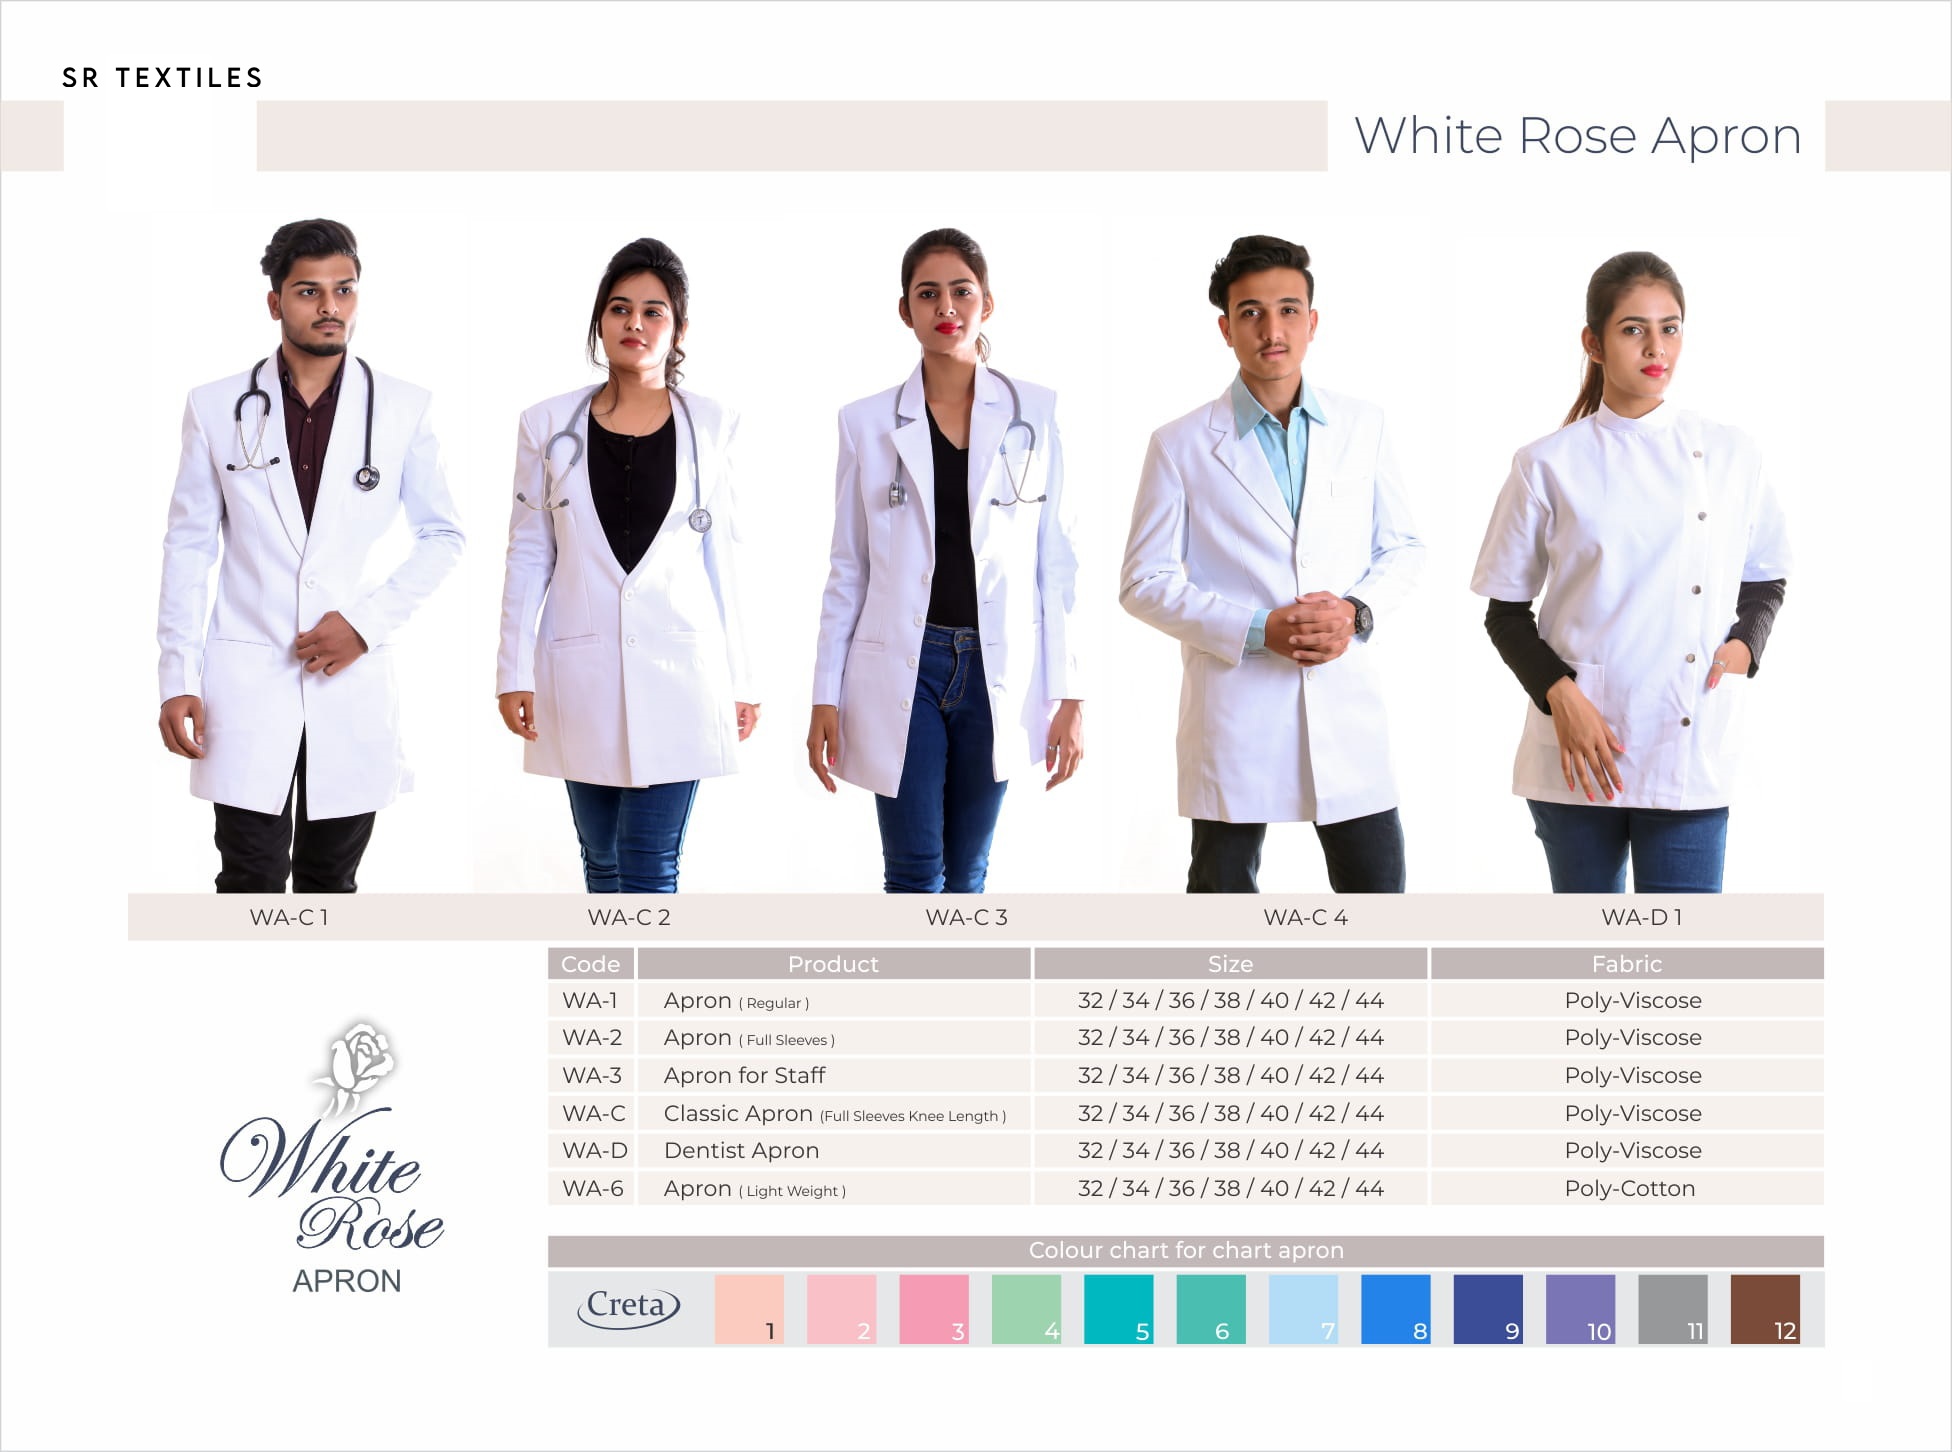 SR TEXTILES
White Rose Apron
WA-C 1 WA-C 2 WA-C 3 WA-C 4 WA-D 1
Code Product Size Fabric
WA-1 Apron ( Regular ) 32 / 34 / 36 / 38 / 40 / 42 / 44 Poly-Viscose
WA-2 Apron ( Full Sleeves ) 32 / 34 / 36 / 38 / 40 / 42 / 44 Poly-Viscose
WA-3 Apron for Staff 32 / 34 / 36 / 38 / 40 / 42 / 44 Poly-Viscose
WA-C Classic Apron (Full Sleeves Knee Length ) 32 / 34 / 36 / 38 / 40 / 42 / 44 Poly-Viscose
WA-D Dentist Apron 32 / 34 / 36 / 38 / 40 / 42 / 44 Poly-Viscose
WA-6 Apron ( Light Weight ) 32 / 34 / 36 / 38 / 40 / 42 / 44 Poly-Cotton
White
Rose
APRON
Colour chart for chart apron
Creta 1 2 3 4 5 6 7 8 9 10 11 12